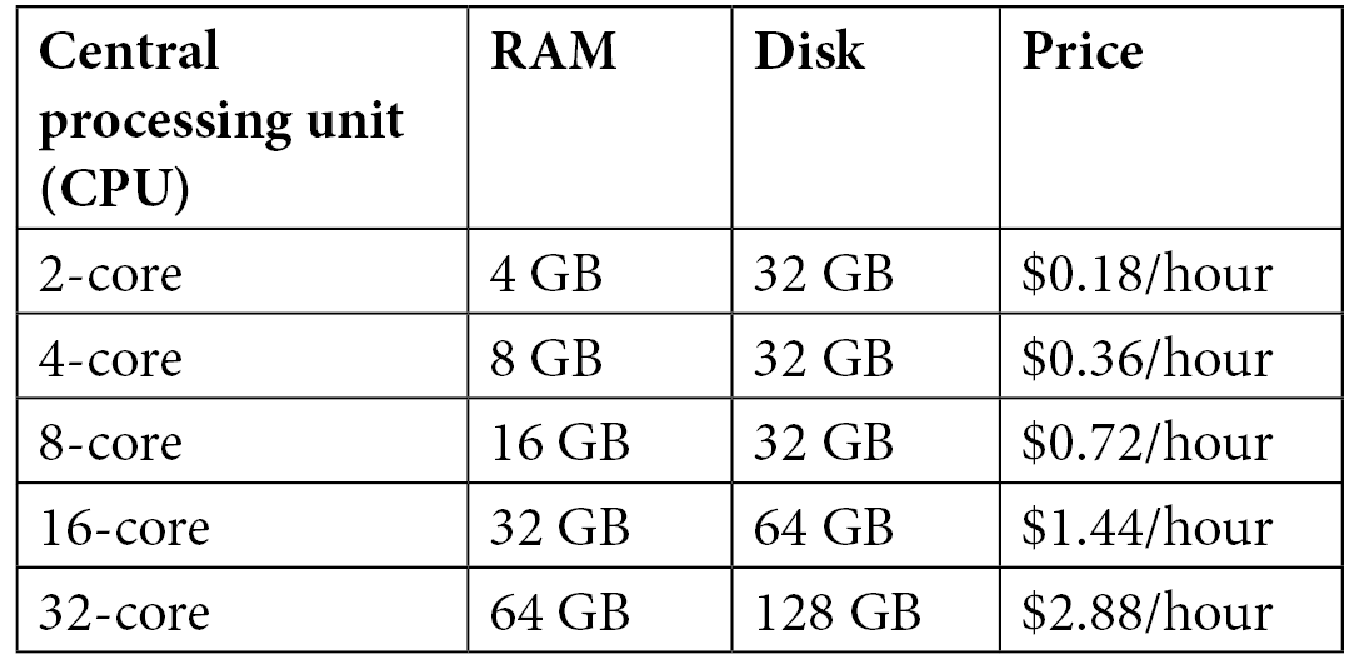 Central processing unit (CPU) RAM Disk Price
2-core 4 GB 32 GB $0.18/hour
4-core 8 GB 32 GB $0.36/hour
8-core 16 GB 32 GB $0.72/hour
16-core 32 GB 64 GB $1.44/hour
32-core 64 GB 128 GB $2.88/hour